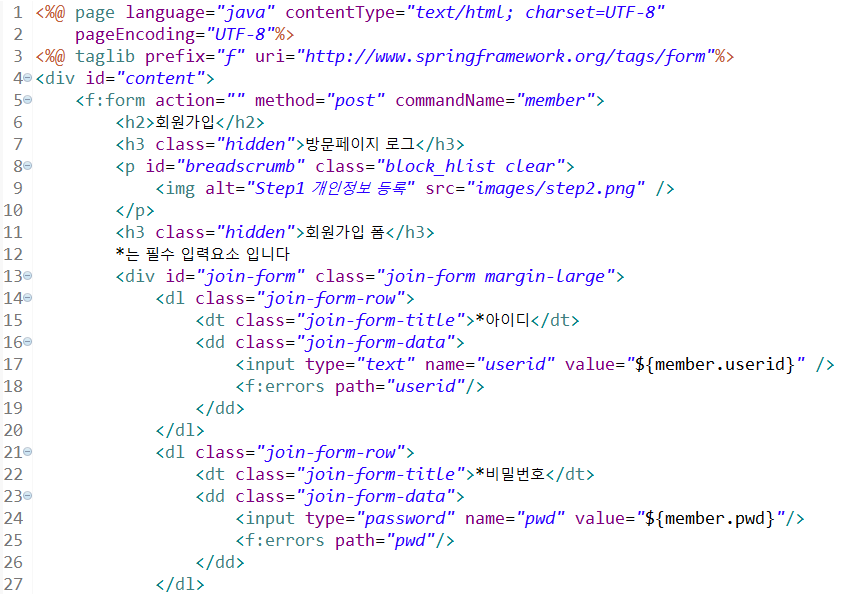 1 <%@ page language="java" contentType="text/html; charset=UTF-8"
2     pageEncoding="UTF-8"%>
3 <%@ taglib prefix="f" uri="http://www.springframework.org/tags/form"%>
4 <div id="content">
5     <f:form action="" method="post" commandName="member">
6         <h2>회원가입</h2>
7         <h3 class="hidden">방문페이지 로그</h3>
8         <p id="breadscrumb" class="block_hlist clear">
9             <img alt="Step1 개인정보 등록" src="images/step2.png" />
10         </p>
11         <h3 class="hidden">회원가입 폼</h3>
12         *는 필수 입력요소 입니다
13         <div id="join-form" class="join-form margin-large">
14             <dl class="join-form-row">
15                 <dt class="join-form-title">*아이디</dt>
16                 <dd class="join-form-data">
17                     <input type="text" name="userid" value="${member.userid}" />
18                     <f:errors path="userid"/>
19                 </dd>
20             </dl>
21             <dl class="join-form-row">
22                 <dt class="join-form-title">*비밀번호</dt>
23                 <dd class="join-form-data">
24                     <input type="password" name="pwd" value="${member.pwd}"/>
25                     <f:errors path="pwd"/>
26                 </dd>
27             </dl>